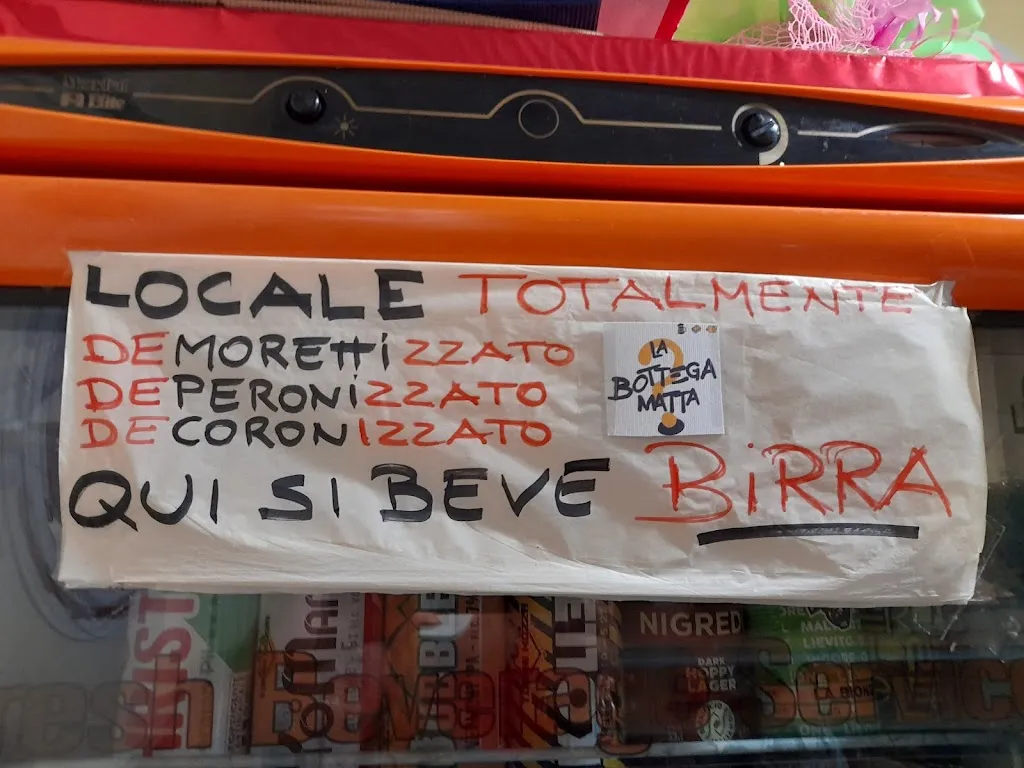 LOCALE TOTALMENTE
DEMORETTIZZATO
DEPERONIZZATO
DECORONIZZATO
LA
BOTTEGA
MATTA
QUI SI BEVE BIRRA
NIGRED
DARK
HOPPY
LAGER